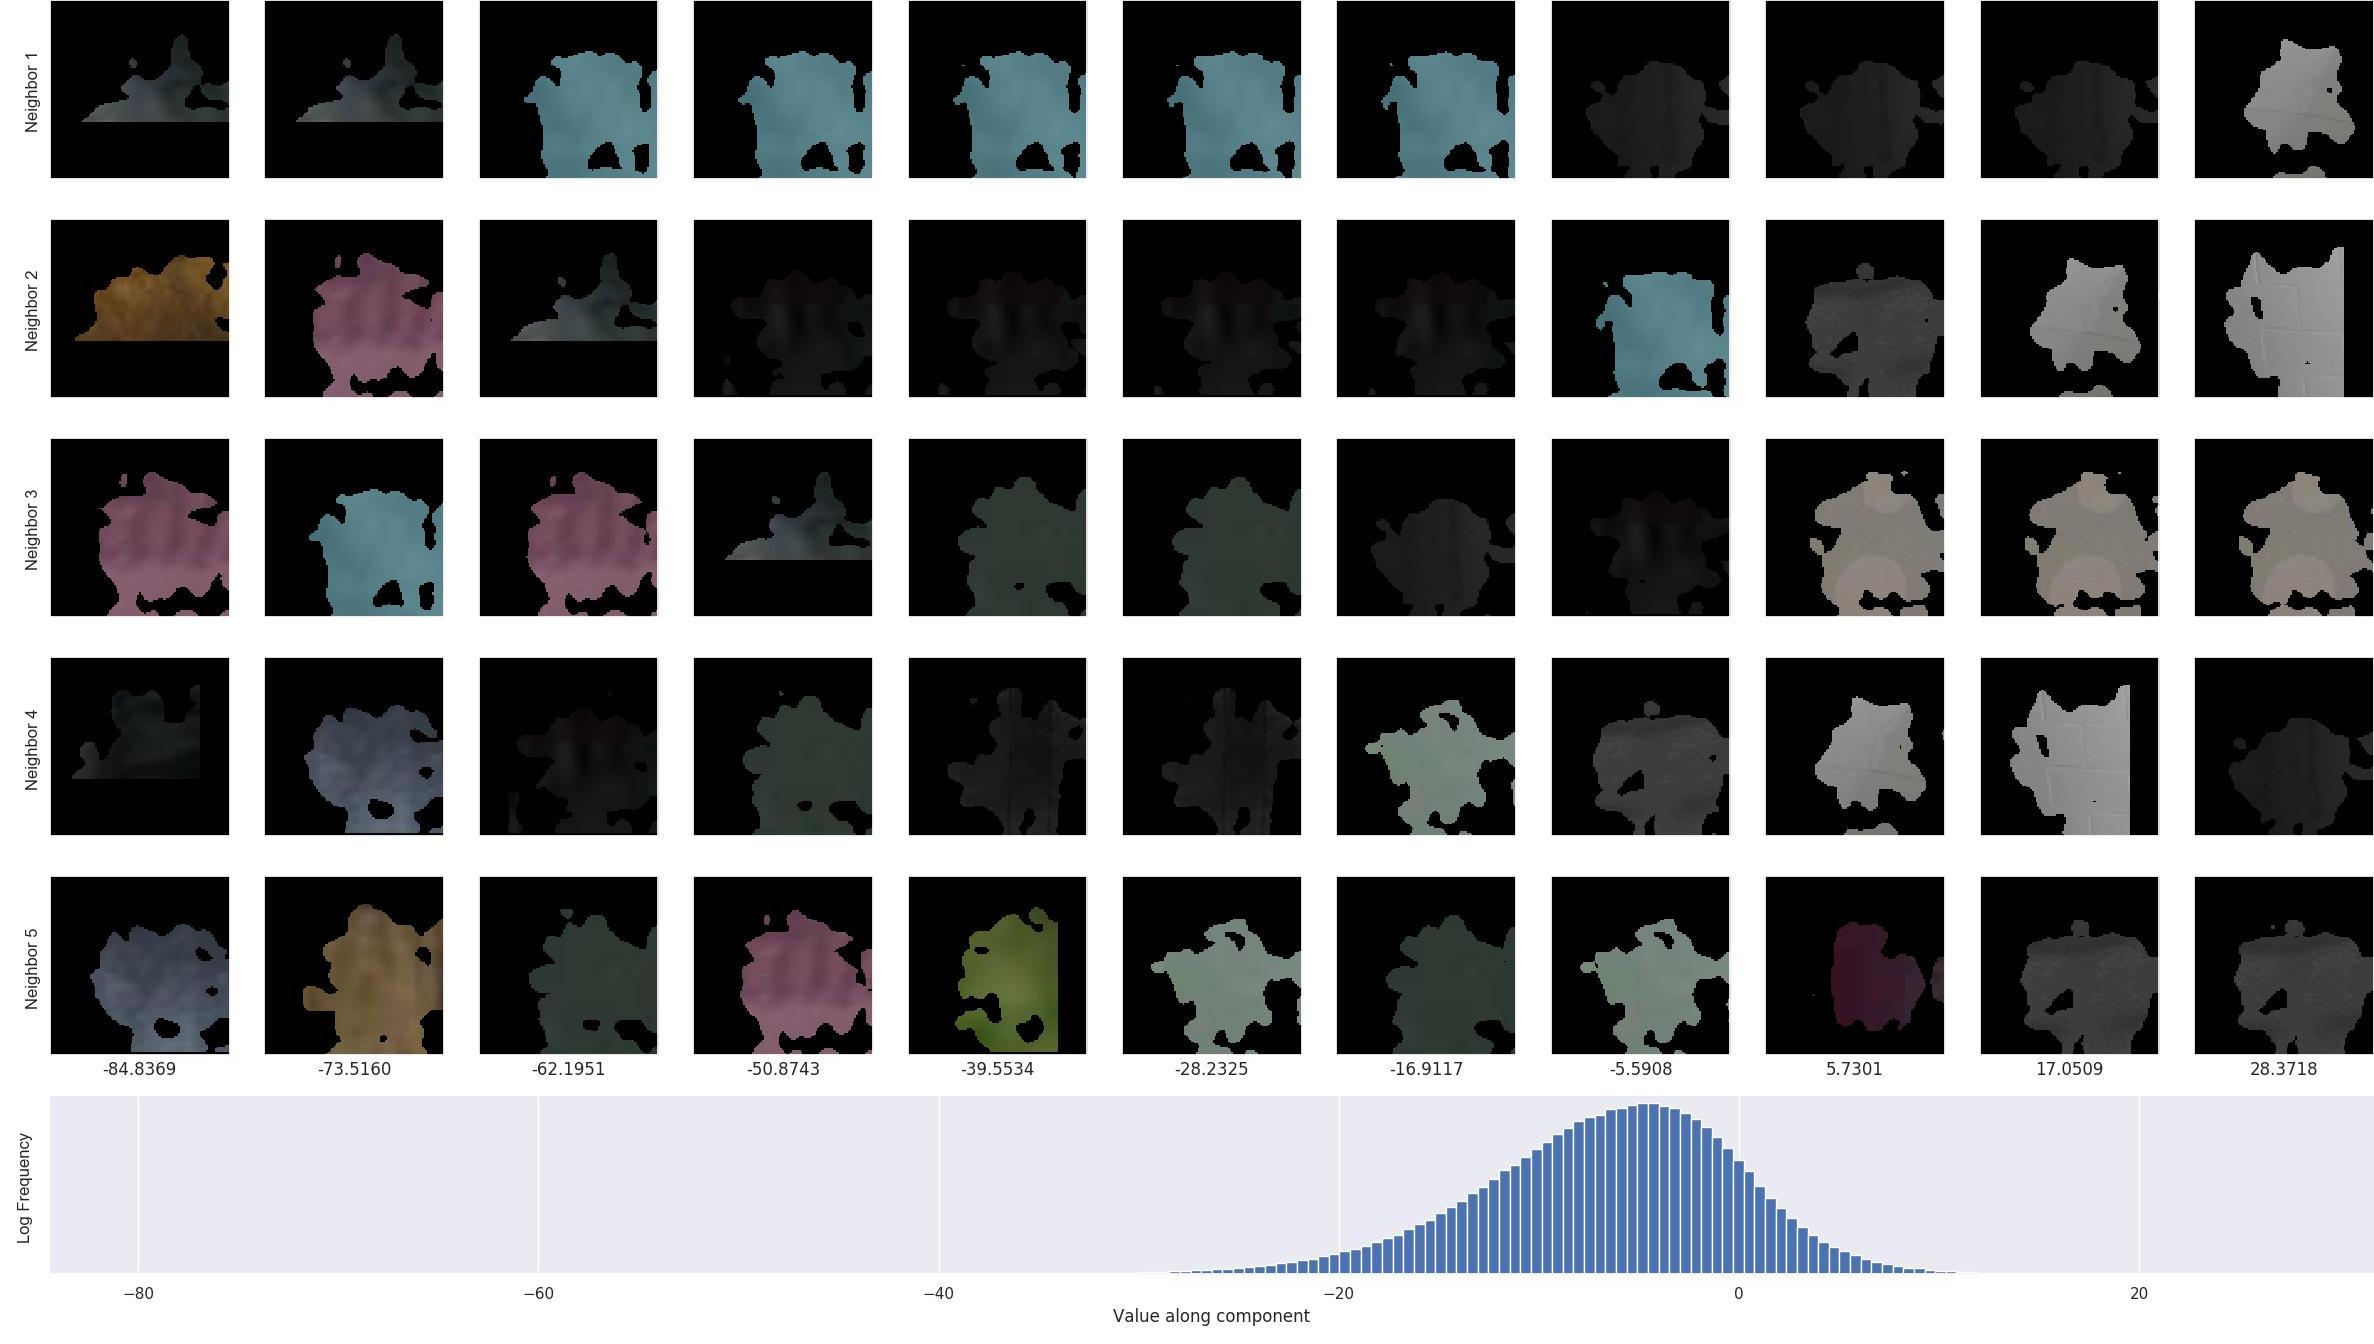 Neighbor 1
Neighbor 2
Neighbor 3
Neighbor 4
Neighbor 5
-84.8369 -73.5160 -62.1951 -50.8743 -39.5534 -28.2325 -16.9117 -5.5908 5.7301 17.0509 28.3718
Log Frequency
−80 −60 −40 −20 0 20
Value along component